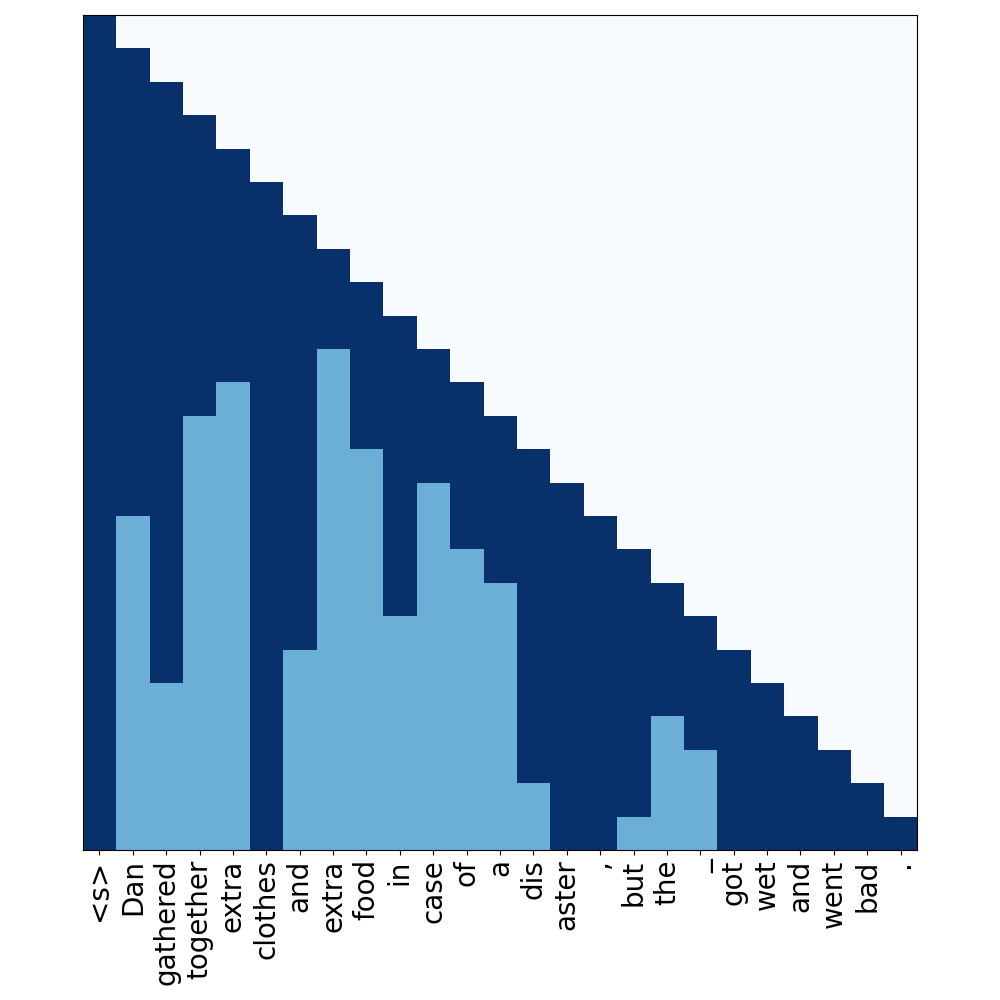 <s> Dan gathered together extra clothes and extra food in case of a dis aster , but the _ got wet and went bad .